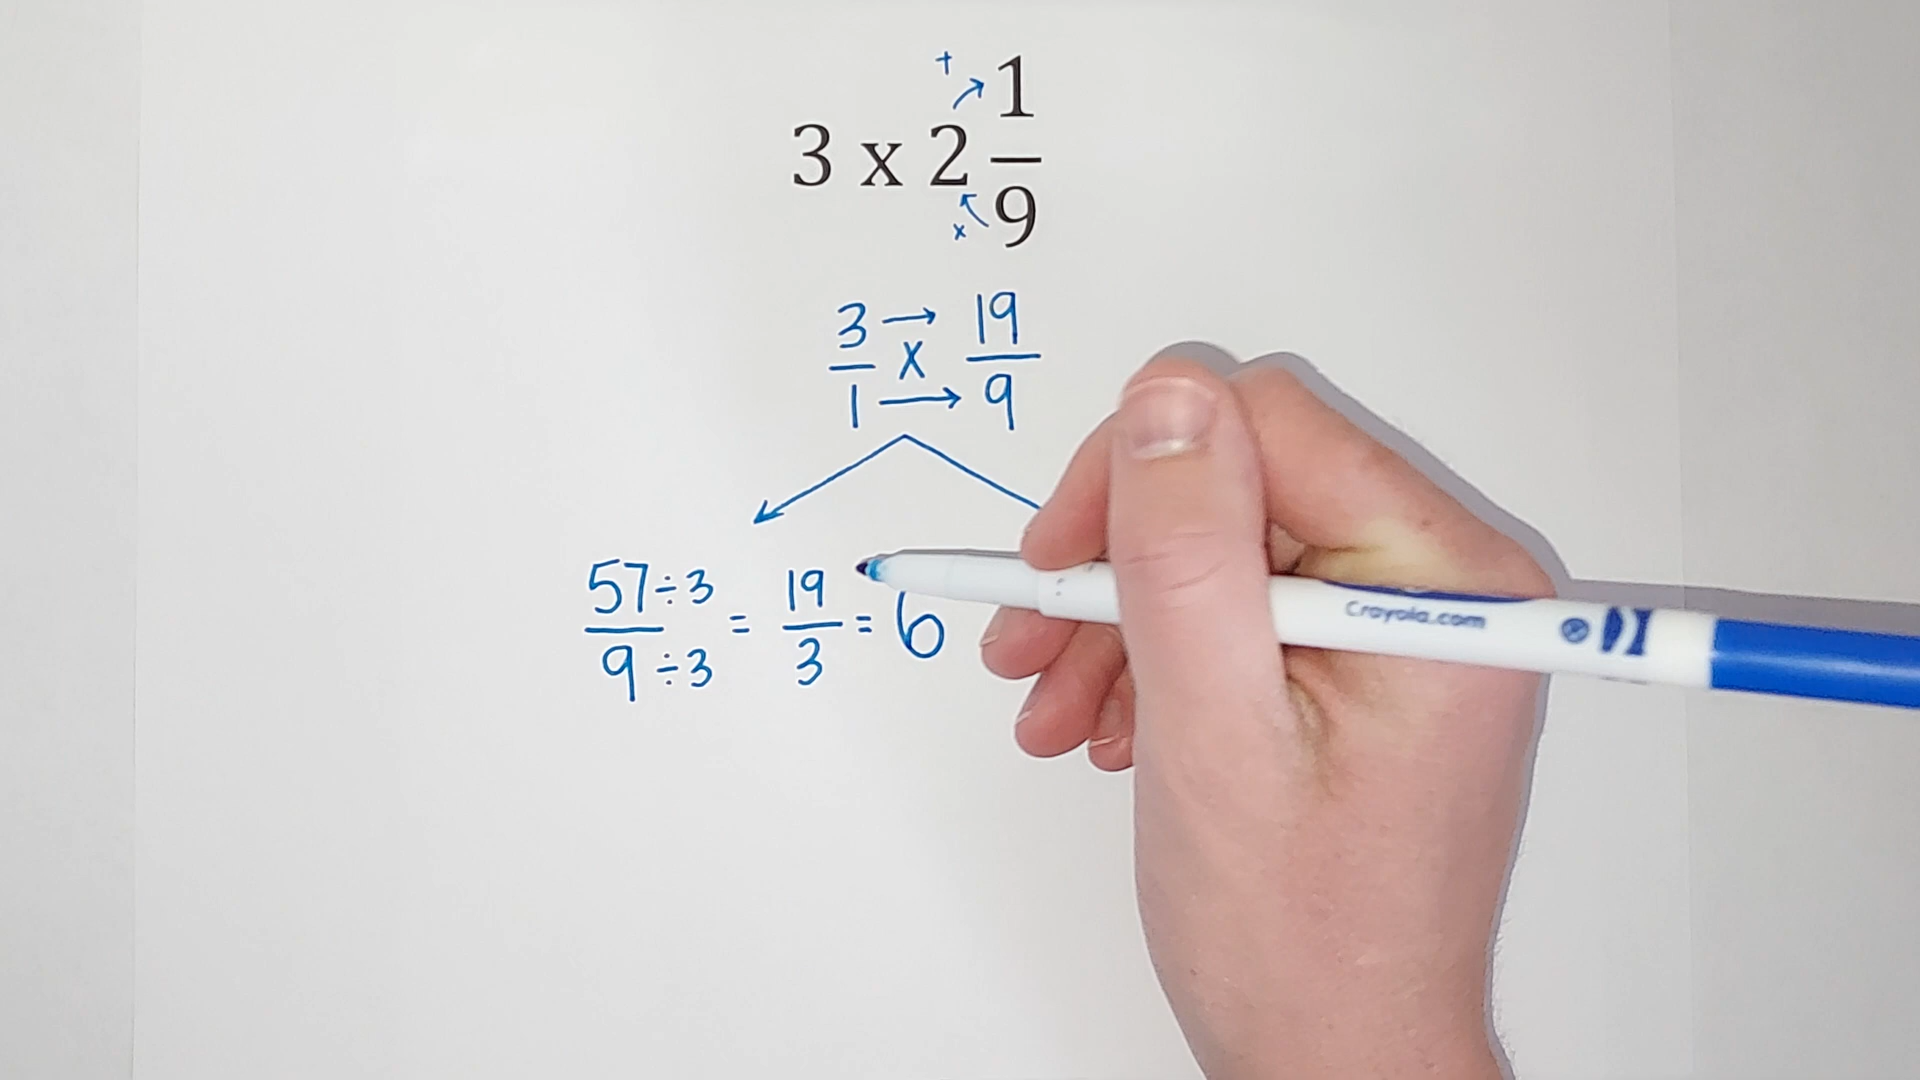 +
3 x 2 1/9
x
3/1 → x → 19/9
57÷3/9÷3 = 19/3 = 6
Crayola.com